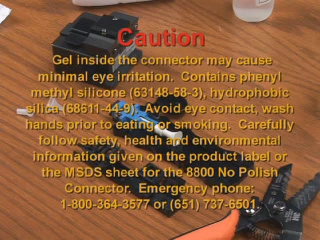 Caution
Gel inside the connector may cause
minimal eye irritation. Contains phenyl
methyl silicone (63148-58-3), hydrophobic
silica (68611-44-9). Avoid eye contact, wash
hands prior to eating or smoking. Carefully
follow safety, health and environmental
information given on the product label or
the MSDS sheet for the 8800 No Polish
Connector. Emergency phone:
1-800-364-3577 or (651) 737-6501.